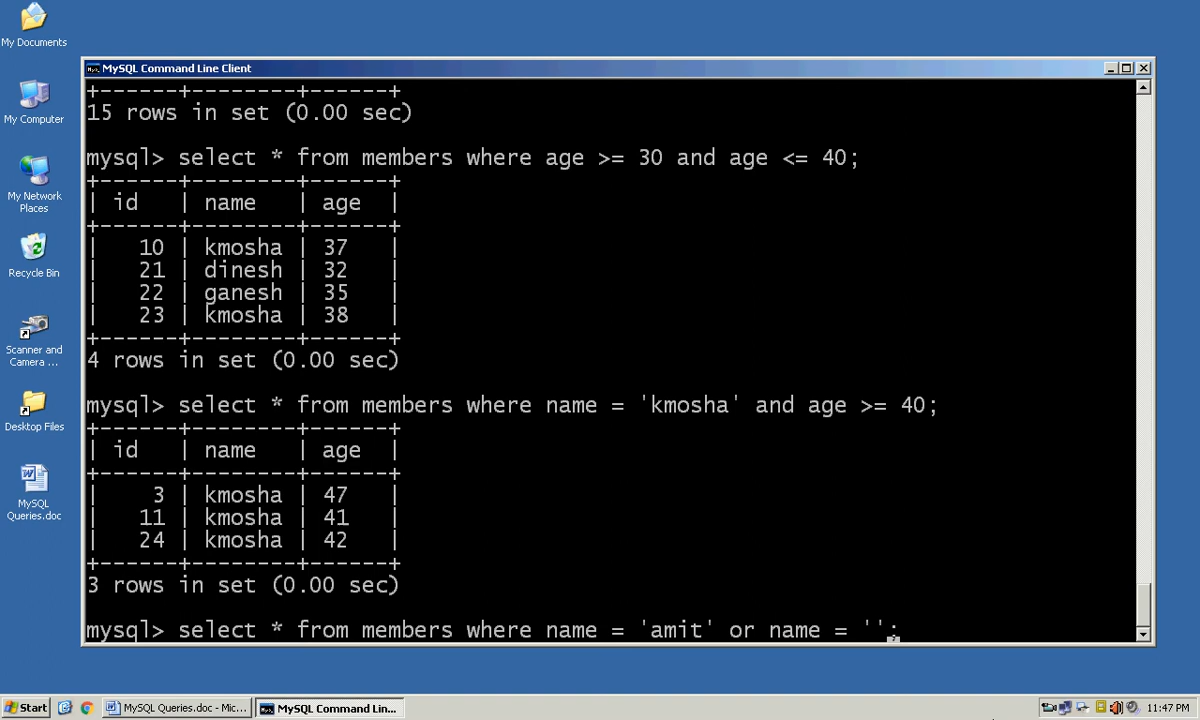 My Documents
My Computer
My Network
Places
Recycle Bin
Scanner and
Camera ...
Desktop Files
MySQL
Queries.doc
MySQL Command Line Client
+------+--------+------+
15 rows in set (0.00 sec)
mysql> select * from members where age >= 30 and age <= 40;
+------+--------+------+
| id | name | age |
+------+--------+------+
| 10 | kmosha | 37 |
| 21 | dinesh | 32 |
| 22 | ganesh | 35 |
| 23 | kmosha | 38 |
+------+--------+------+
4 rows in set (0.00 sec)
mysql> select * from members where name = 'kmosha' and age >= 40;
+------+--------+------+
| id | name | age |
+------+--------+------+
| 3 | kmosha | 47 |
| 11 | kmosha | 41 |
| 24 | kmosha | 42 |
+------+--------+------+
3 rows in set (0.00 sec)
mysql> select * from members where name = 'amit' or name = '';
Start
MySQL Queries.doc - Mic...
MySQL Command Lin...
11:47 PM